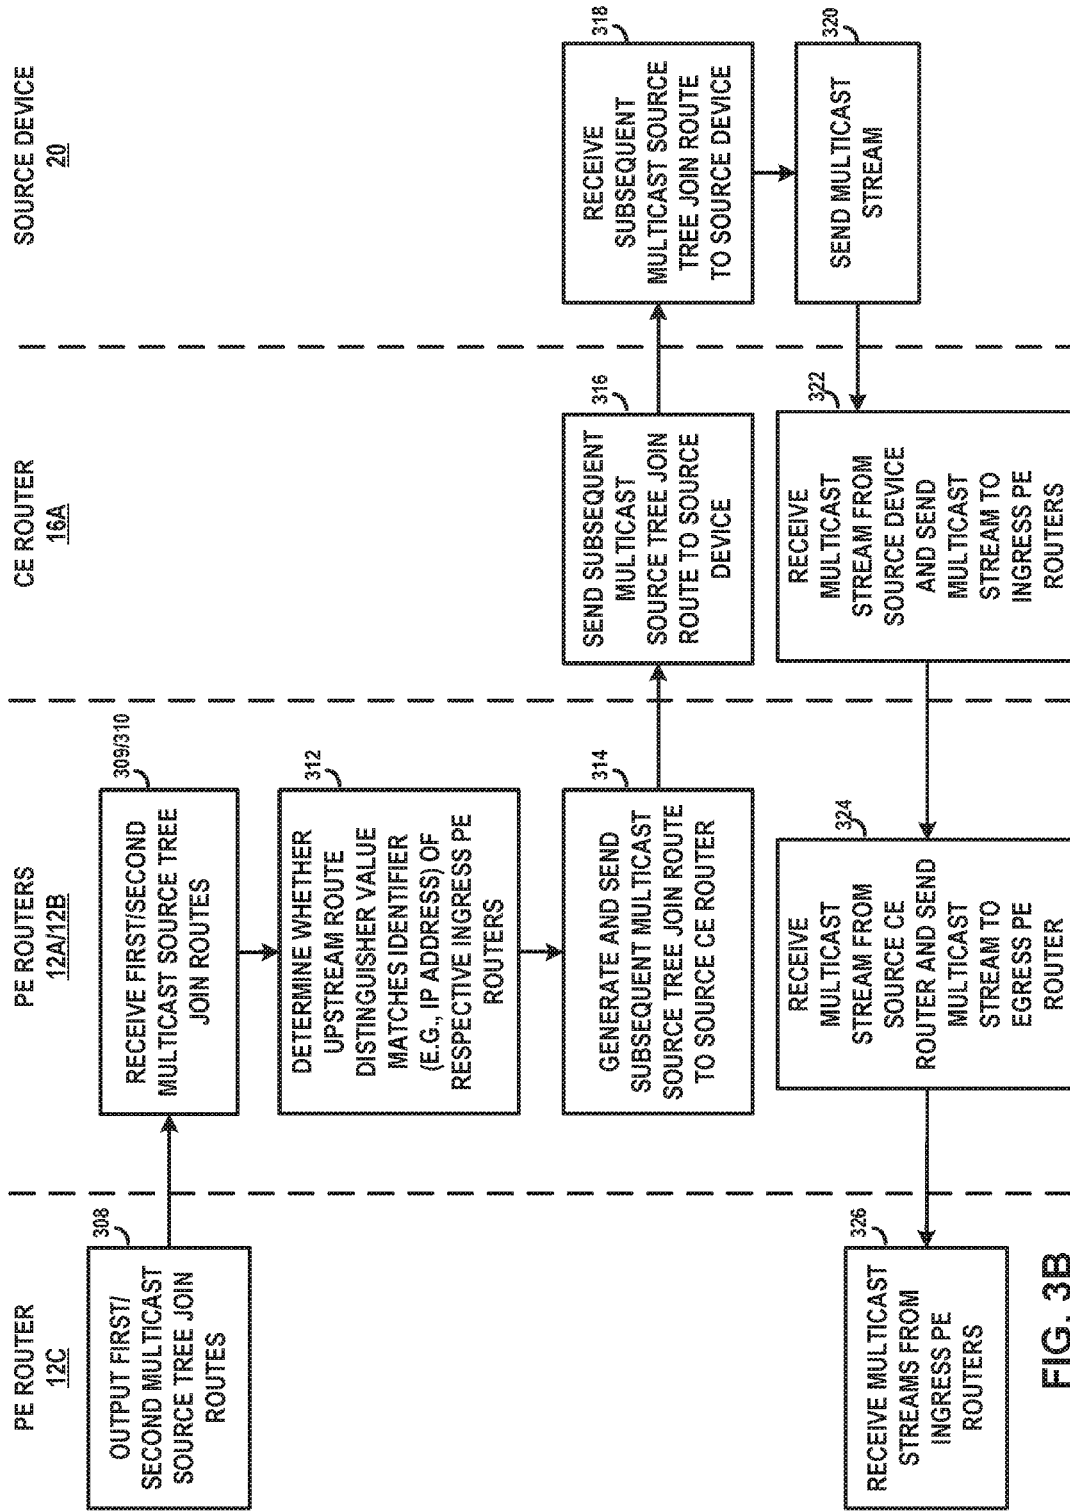 PE ROUTER
12C
PE ROUTERS
12A/12B
CE ROUTER
16A
SOURCE DEVICE
20
308
OUTPUT FIRST/
SECOND MULTICAST
SOURCE TREE JOIN
ROUTES
309/310
RECEIVE FIRST/SECOND
MULTICAST SOURCE TREE
JOIN ROUTES
312
DETERMINE WHETHER
UPSTREAM ROUTE
DISTINGUISHER VALUE
MATCHES IDENTIFIER
(E.G., IP ADDRESS) OF
RESPECTIVE INGRESS PE
ROUTERS
314
GENERATE AND SEND
SUBSEQUENT MULTICAST
SOURCE TREE JOIN ROUTE
TO SOURCE CE ROUTER
316
SEND SUBSEQUENT
MULTICAST
SOURCE TREE JOIN
ROUTE TO SOURCE
DEVICE
318
RECEIVE
SUBSEQUENT
MULTICAST SOURCE
TREE JOIN ROUTE
TO SOURCE DEVICE
320
SEND MULTICAST
STREAM
322
RECEIVE
MULTICAST
STREAM FROM
SOURCE DEVICE
AND SEND
MULTICAST
STREAM TO
INGRESS PE
ROUTERS
324
RECEIVE
MULTICAST
STREAM FROM
SOURCE CE
ROUTER AND SEND
MULTICAST
STREAM TO
EGRESS PE
ROUTER
326
RECEIVE MULTICAST
STREAMS FROM
INGRESS PE
ROUTERS
FIG. 3B